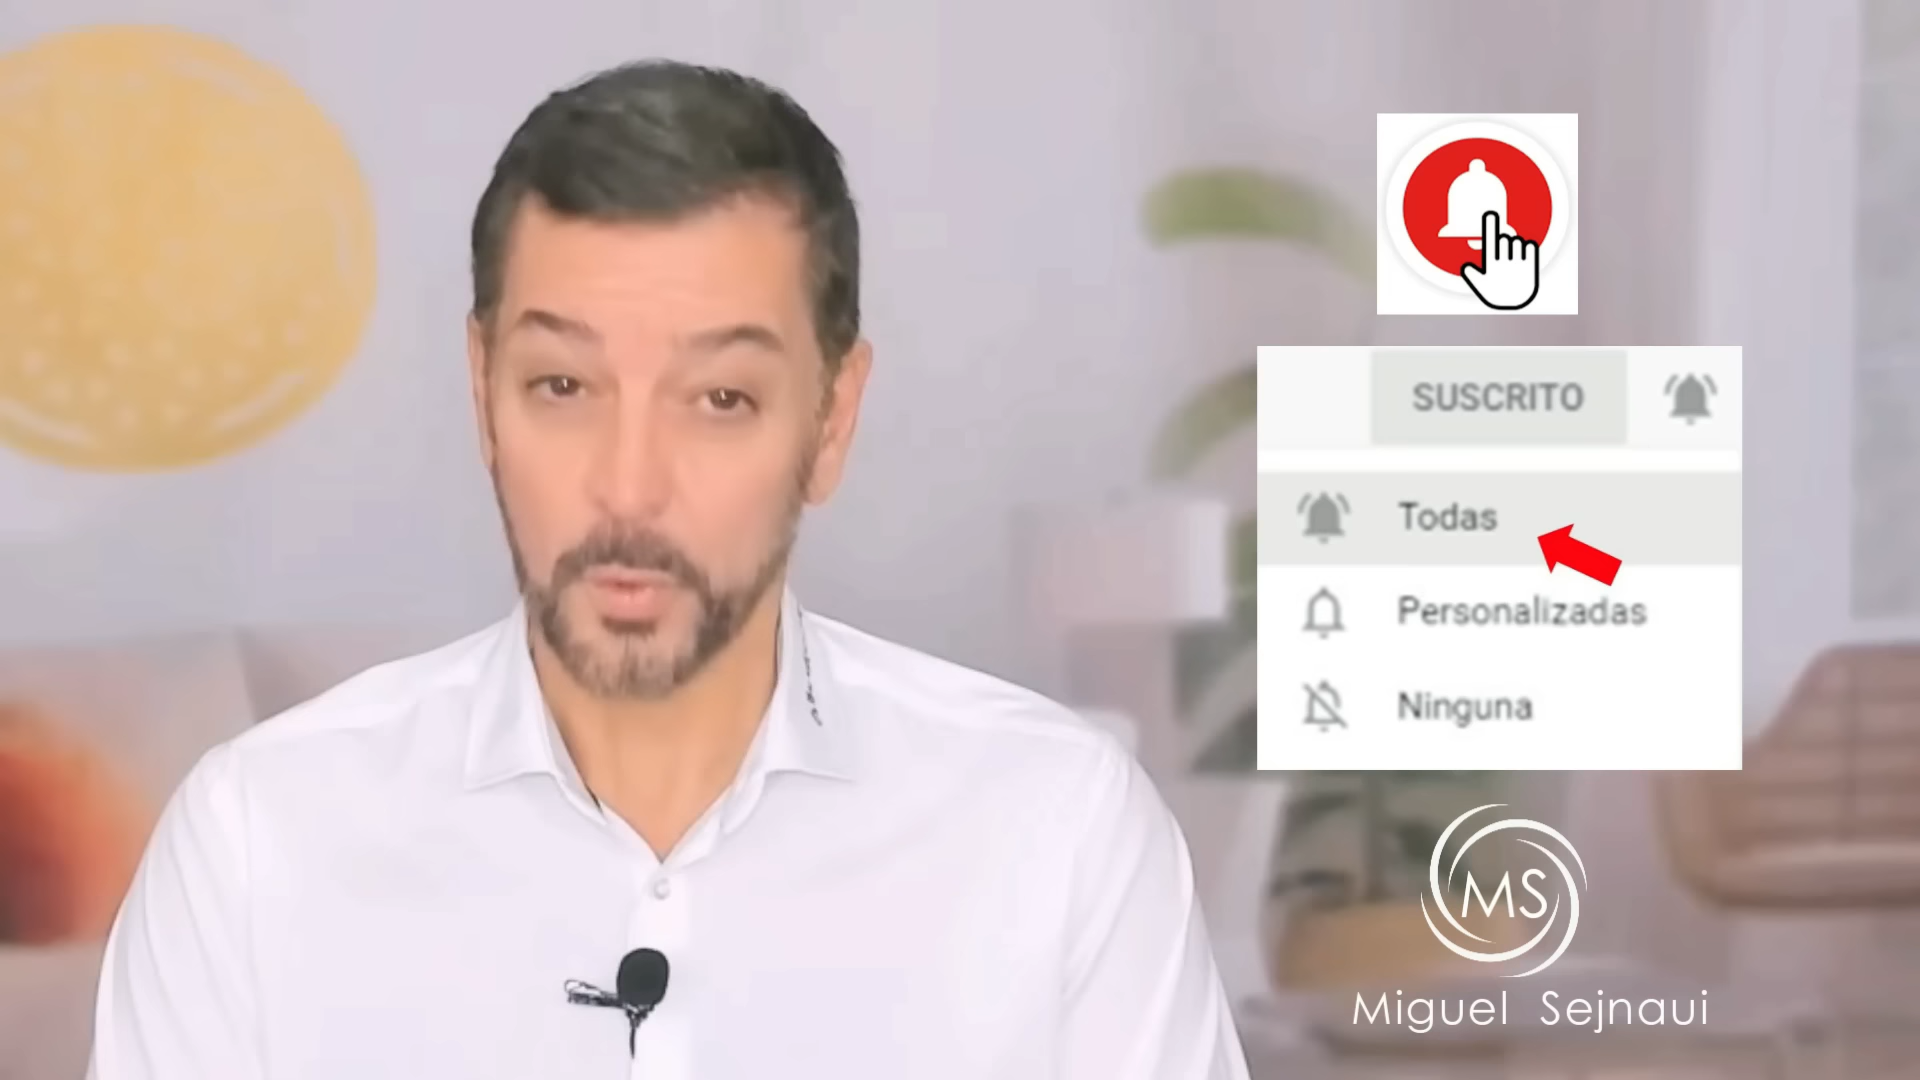 SUSCRITO
Todas
Personalizadas
Ninguna
MS
Miguel Sejnaui